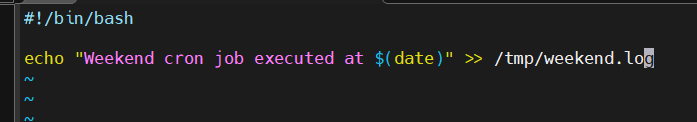 #!/bin/bash
echo "Weekend cron job executed at $(date)" >> /tmp/weekend.log
~
~
~